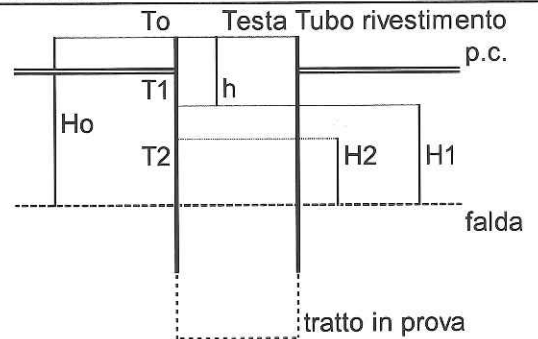 To Testa Tubo rivestimento
p.c.
T1 h
Ho
T2 H2 H1
falda
tratto in prova